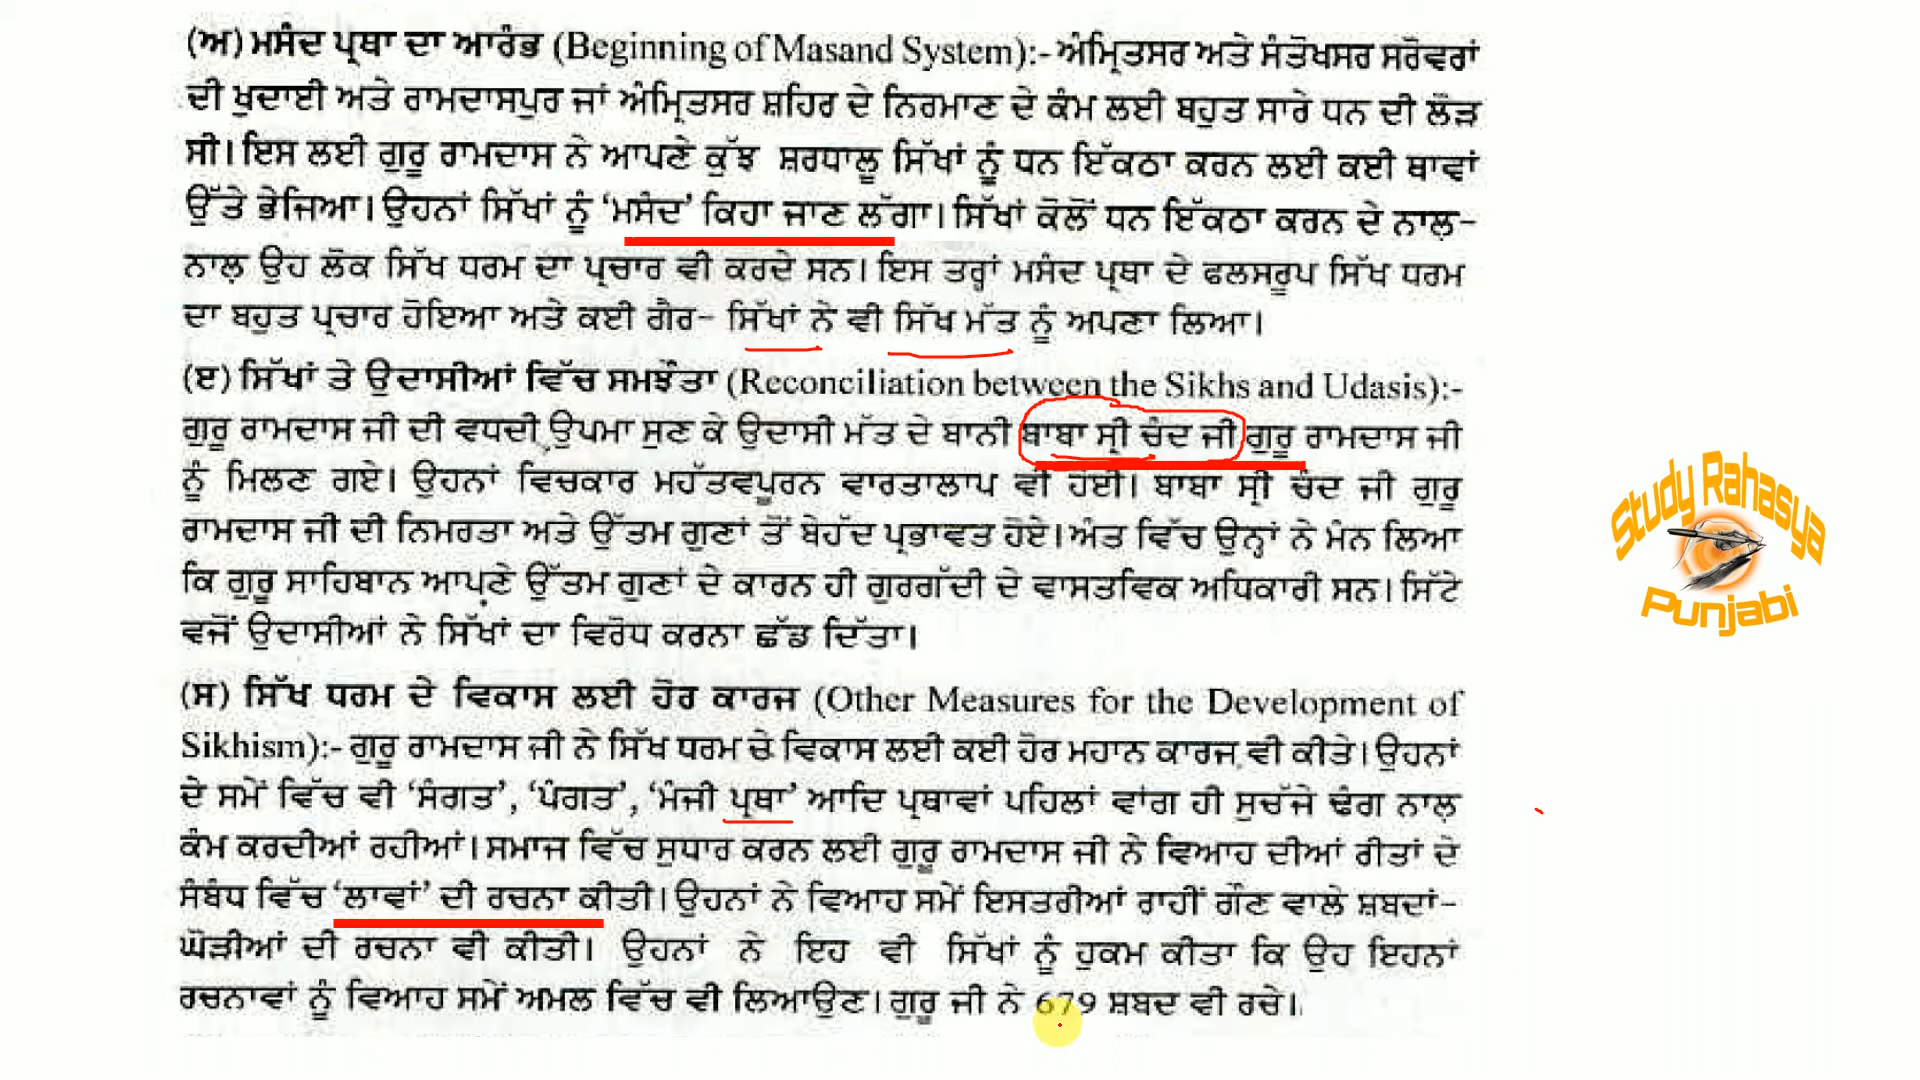 (ਅ) ਮਸੰਦ ਪ੍ਰਥਾ ਦਾ ਆਰੰਭ (Beginning of Masand System):- ਅੰਮ੍ਰਿਤਸਰ ਅਤੇ ਸੰਤੋਖਸਰ ਸਰੋਵਰਾਂ
ਦੀ ਖੁਦਾਈ ਅਤੇ ਰਾਮਦਾਸਪੁਰ ਜਾਂ ਅੰਮ੍ਰਿਤਸਰ ਸ਼ਹਿਰ ਦੇ ਨਿਰਮਾਣ ਦੇ ਕੰਮ ਲਈ ਬਹੁਤ ਸਾਰੇ ਧਨ ਦੀ ਲੋੜ
ਸੀ। ਇਸ ਲਈ ਗੁਰੂ ਰਾਮਦਾਸ ਨੇ ਆਪਣੇ ਕੁੱਝ ਸ਼ਰਧਾਲੂ ਸਿੱਖਾਂ ਨੂੰ ਧਨ ਇੱਕਠਾ ਕਰਨ ਲਈ ਕਈ ਥਾਵਾਂ
ਉੱਤੇ ਭੇਜਿਆ। ਉਹਨਾਂ ਸਿੱਖਾਂ ਨੂੰ ‘ਮਸੰਦ’ ਕਿਹਾ ਜਾਣ ਲੱਗਾ। ਸਿੱਖਾਂ ਕੋਲੋਂ ਧਨ ਇੱਕਠਾ ਕਰਨ ਦੇ ਨਾਲ਼-
ਨਾਲ਼ ਉਹ ਲੋਕ ਸਿੱਖ ਧਰਮ ਦਾ ਪ੍ਰਚਾਰ ਵੀ ਕਰਦੇ ਸਨ। ਇਸ ਤਰ੍ਹਾਂ ਮਸੰਦ ਪ੍ਰਥਾ ਦੇ ਫਲਸਰੂਪ ਸਿੱਖ ਧਰਮ
ਦਾ ਬਹੁਤ ਪ੍ਰਚਾਰ ਹੋਇਆ ਅਤੇ ਕਈ ਗੈਰ- ਸਿੱਖਾਂ ਨੇ ਵੀ ਸਿੱਖ ਮੱਤ ਨੂੰ ਅਪਣਾ ਲਿਆ।
(ੲ) ਸਿੱਖਾਂ ਤੇ ਉਦਾਸੀਆਂ ਵਿੱਚ ਸਮਝੌਤਾ (Reconciliation between the Sikhs and Udasis):-
ਗੁਰੂ ਰਾਮਦਾਸ ਜੀ ਦੀ ਵਧਦੀ ਉਪਮਾ ਸੁਣ ਕੇ ਉਦਾਸੀ ਮੱਤ ਦੇ ਬਾਨੀ ਬਾਬਾ ਸ੍ਰੀ ਚੰਦ ਜੀ ਗੁਰੂ ਰਾਮਦਾਸ ਜੀ
ਨੂੰ ਮਿਲਣ ਗਏ। ਉਹਨਾਂ ਵਿਚਕਾਰ ਮਹੱਤਵਪੂਰਨ ਵਾਰਤਾਲਾਪ ਵੀ ਹੋਈ। ਬਾਬਾ ਸ੍ਰੀ ਚੰਦ ਜੀ ਗੁਰੂ
ਰਾਮਦਾਸ ਜੀ ਦੀ ਨਿਮਰਤਾ ਅਤੇ ਉੱਤਮ ਗੁਣਾਂ ਤੋਂ ਬੇਹੱਦ ਪ੍ਰਭਾਵਤ ਹੋਏ। ਅੰਤ ਵਿੱਚ ਉਨ੍ਹਾਂ ਨੇ ਮੰਨ ਲਿਆ
ਕਿ ਗੁਰੂ ਸਾਹਿਬਾਨ ਆਪਣੇ ਉੱਤਮ ਗੁਣਾਂ ਦੇ ਕਾਰਨ ਹੀ ਗੁਰਗੱਦੀ ਦੇ ਵਾਸਤਵਿਕ ਅਧਿਕਾਰੀ ਸਨ। ਸਿੱਟੇ
ਵਜੋਂ ਉਦਾਸੀਆਂ ਨੇ ਸਿੱਖਾਂ ਦਾ ਵਿਰੋਧ ਕਰਨਾ ਛੱਡ ਦਿੱਤਾ।
(ਸ) ਸਿੱਖ ਧਰਮ ਦੇ ਵਿਕਾਸ ਲਈ ਹੋਰ ਕਾਰਜ (Other Measures for the Development of
Sikhism):- ਗੁਰੂ ਰਾਮਦਾਸ ਜੀ ਨੇ ਸਿੱਖ ਧਰਮ ਦੇ ਵਿਕਾਸ ਲਈ ਕਈ ਹੋਰ ਮਹਾਨ ਕਾਰਜ ਵੀ ਕੀਤੇ। ਉਹਨਾਂ
ਦੇ ਸਮੇਂ ਵਿੱਚ ਵੀ ‘ਸੰਗਤ’, ‘ਪੰਗਤ’, ‘ਮੰਜੀ ਪ੍ਰਥਾ’ ਆਦਿ ਪ੍ਰਥਾਵਾਂ ਪਹਿਲਾਂ ਵਾਂਗ ਹੀ ਸੁਚੱਜੇ ਢੰਗ ਨਾਲ਼
ਕੰਮ ਕਰਦੀਆਂ ਰਹੀਆਂ। ਸਮਾਜ ਵਿੱਚ ਸੁਧਾਰ ਕਰਨ ਲਈ ਗੁਰੂ ਰਾਮਦਾਸ ਜੀ ਨੇ ਵਿਆਹ ਦੀਆਂ ਰੀਤਾਂ ਦੇ
ਸੰਬੰਧ ਵਿੱਚ ‘ਲਾਵਾਂ’ ਦੀ ਰਚਨਾ ਕੀਤੀ। ਉਹਨਾਂ ਨੇ ਵਿਆਹ ਸਮੇਂ ਇਸਤਰੀਆਂ ਰਾਹੀਂ ਗੌਣ ਵਾਲੇ ਸ਼ਬਦਾਂ-
ਘੋੜੀਆਂ ਦੀ ਰਚਨਾ ਵੀ ਕੀਤੀ। ਉਹਨਾਂ ਨੇ ਇਹ ਵੀ ਸਿੱਖਾਂ ਨੂੰ ਹੁਕਮ ਕੀਤਾ ਕਿ ਉਹ ਇਹਨਾਂ
ਰਚਨਾਵਾਂ ਨੂੰ ਵਿਆਹ ਸਮੇਂ ਅਮਲ ਵਿੱਚ ਵੀ ਲਿਆਉਣ। ਗੁਰੂ ਜੀ ਨੇ 679 ਸ਼ਬਦ ਵੀ ਰਚੇ।
Study Rahasya
Punjabi